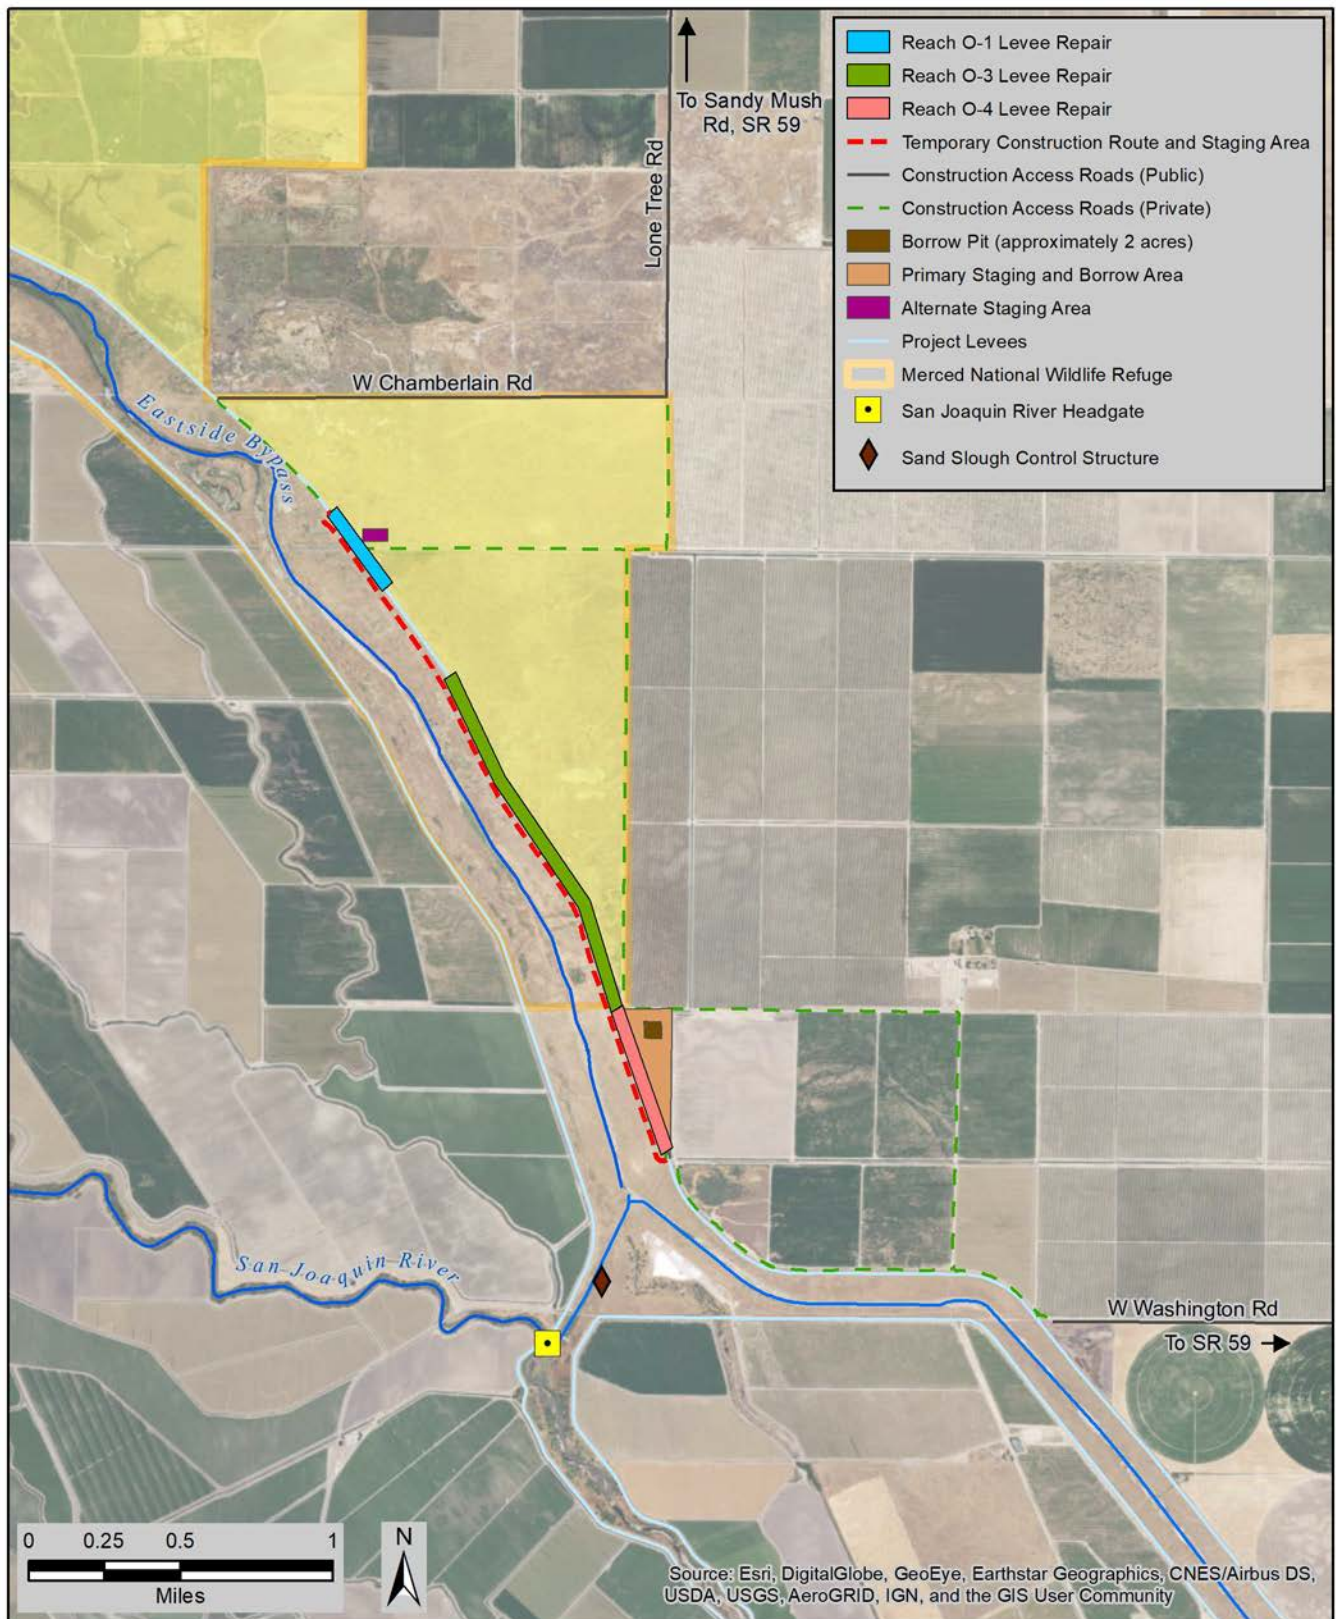 Reach O-1 Levee Repair
Reach O-3 Levee Repair
Reach O-4 Levee Repair
Temporary Construction Route and Staging Area
Construction Access Roads (Public)
Construction Access Roads (Private)
Borrow Pit (approximately 2 acres)
Primary Staging and Borrow Area
Alternate Staging Area
Project Levees
Merced National Wildlife Refuge
San Joaquin River Headgate
Sand Slough Control Structure
To Sandy Mush
Rd, SR 59
Lone Tree Rd
W Chamberlain Rd
Eastside Bypass
San Joaquin River
W Washington Rd
To SR 59
0 0.25 0.5 1
Miles
N
Source: Esri, DigitalGlobe, GeoEye, Earthstar Geographics, CNES/Airbus DS,
USDA, USGS, AeroGRID, IGN, and the GIS User Community